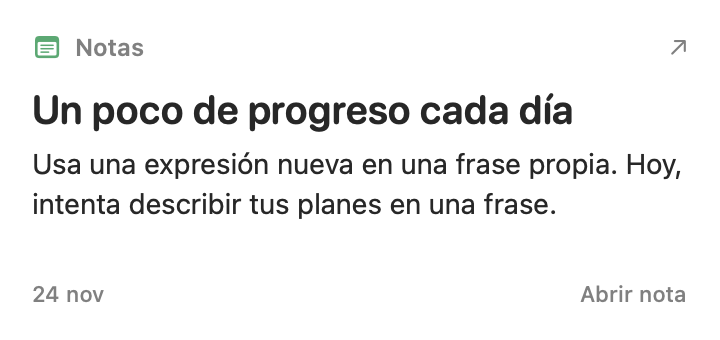 Notas
Un poco de progreso cada día
Usa una expresión nueva en una frase propia. Hoy,
intenta describir tus planes en una frase.
24 nov
Abrir nota